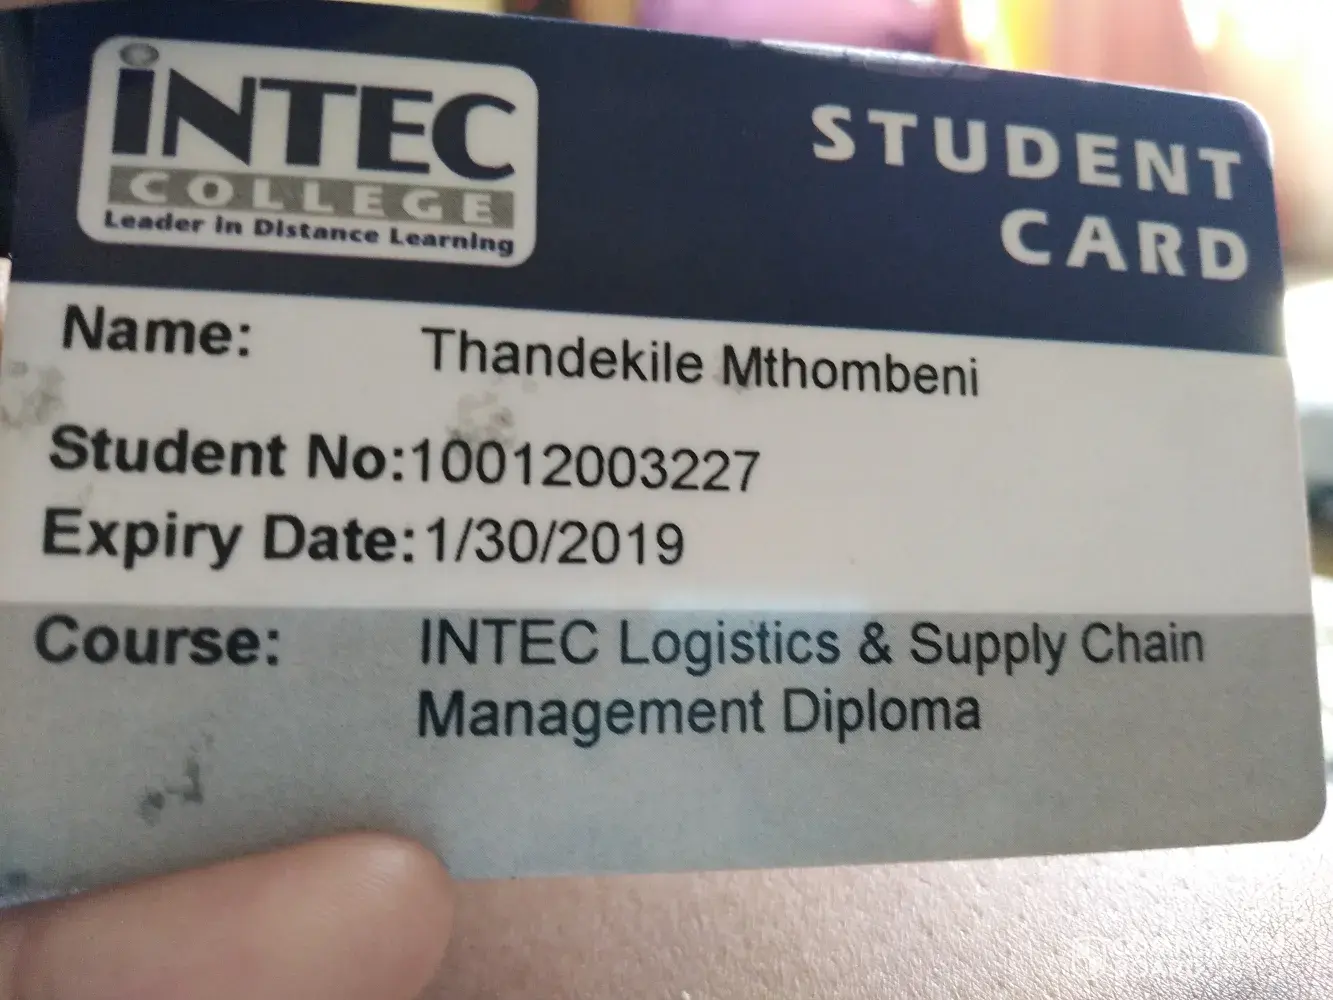 iNTEC
COLLEGE
Leader in Distance Learning
STUDENT
CARD
Name: Thandekile Mthombeni
Student No:10012003227
Expiry Date:1/30/2019
Course: INTEC Logistics & Supply Chain
Management Diploma